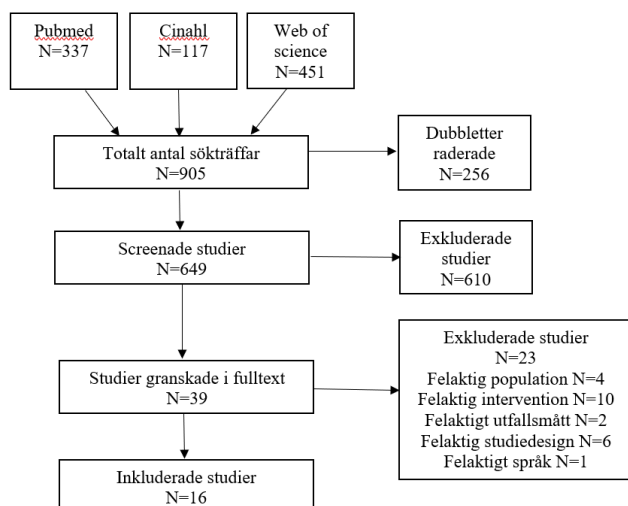 Pubmed
N=337
Cinahl
N=117
Web of
science
N=451
Totalt antal sökträffar
N=905
Dubbletter
raderade
N=256
Screenade studier
N=649
Exkluderade
studier
N=610
Studier granskade i fulltext
N=39
Exkluderade studier
N=23
Felaktig population N=4
Felaktig intervention N=10
Felaktigt utfallsmått N=2
Felaktig studiedesign N=6
Felaktigt språk N=1
Inkluderade studier
N=16